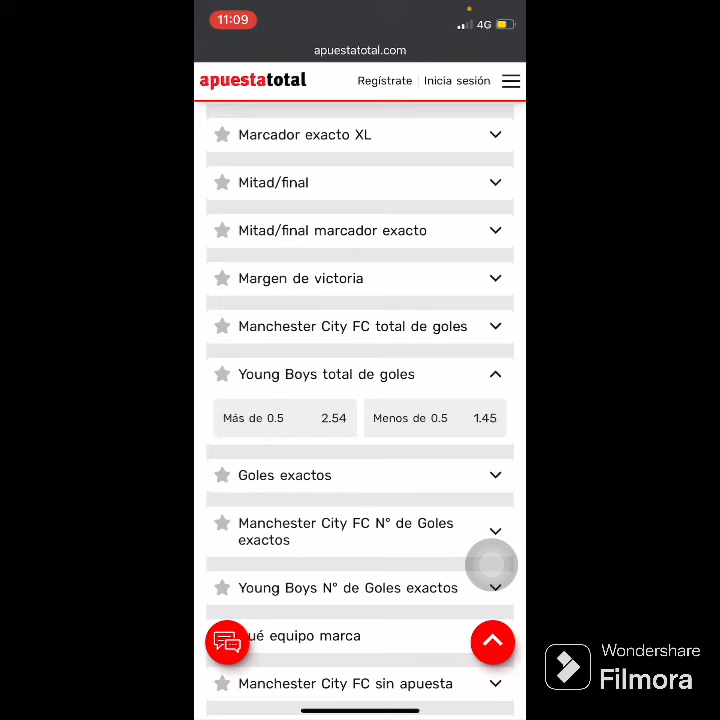 11:09
4G
apuestatotal.com
apuestatotal
Regístrate
Inicia sesión
Marcador exacto XL
Mitad/final
Mitad/final marcador exacto
Margen de victoria
Manchester City FC total de goles
Young Boys total de goles
Más de 0.5 2.54 Menos de 0.5 1.45
Goles exactos
Manchester City FC N° de Goles
exactos
Young Boys N° de Goles exactos
ué equipo marca
Manchester City FC sin apuesta
Wondershare
Filmora